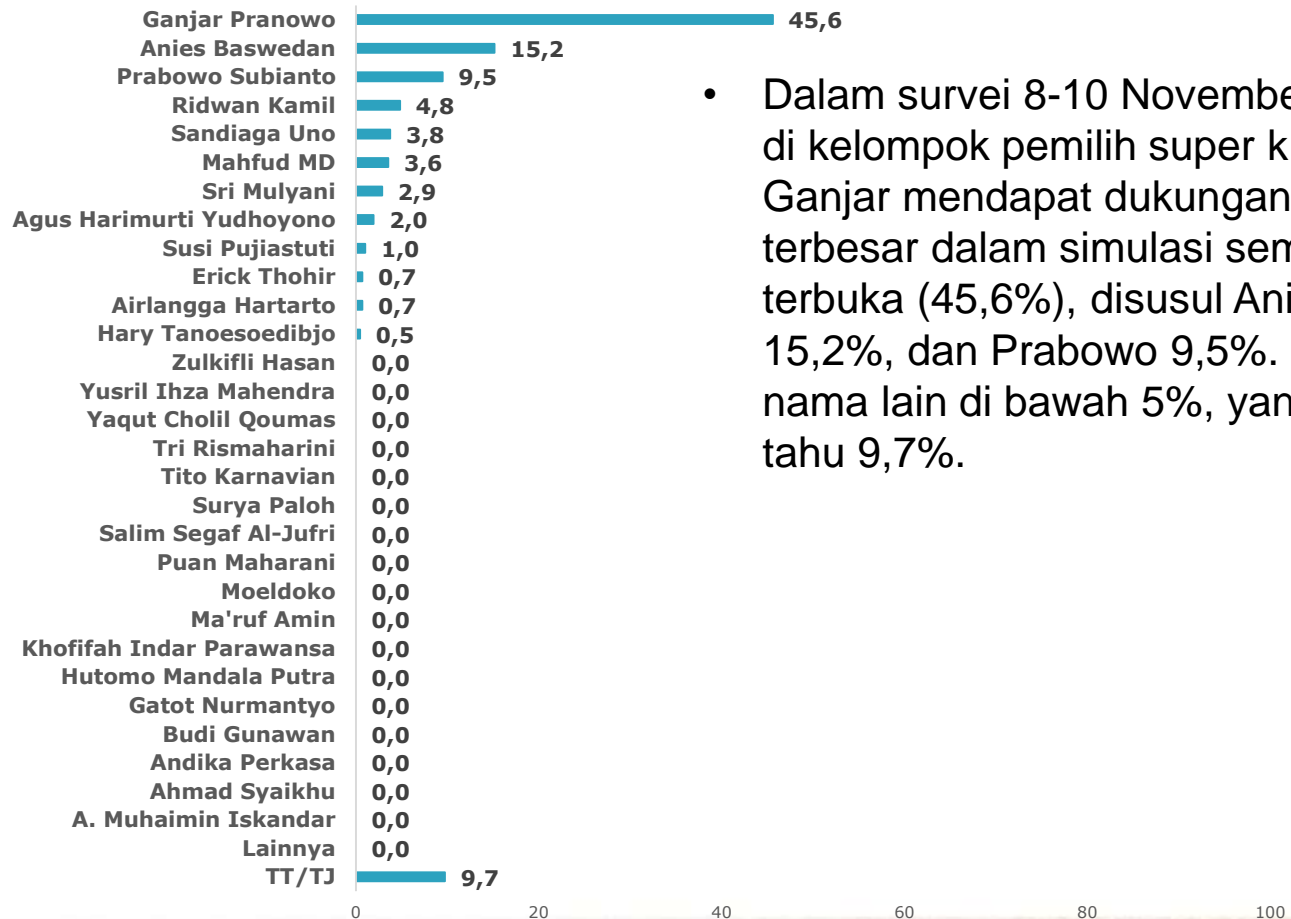 Ganjar Pranowo 45,6
Anies Baswedan 15,2
Prabowo Subianto 9,5
Ridwan Kamil 4,8
Sandiaga Uno 3,8
Mahfud MD 3,6
Sri Mulyani 2,9
Agus Harimurti Yudhoyono 2,0
Susi Pujiastuti 1,0
Erick Thohir 0,7
Airlangga Hartarto 0,7
Hary Tanoesoedibjo 0,5
Zulkifli Hasan 0,0
Yusril Ihza Mahendra 0,0
Yaqut Cholil Qoumas 0,0
Tri Rismaharini 0,0
Tito Karnavian 0,0
Surya Paloh 0,0
Salim Segaf Al-Jufri 0,0
Puan Maharani 0,0
Moeldoko 0,0
Ma'ruf Amin 0,0
Khofifah Indar Parawansa 0,0
Hutomo Mandala Putra 0,0
Gatot Nurmantyo 0,0
Budi Gunawan 0,0
Andika Perkasa 0,0
Ahmad Syaikhu 0,0
A. Muhaimin Iskandar 0,0
Lainnya 0,0
TT/TJ 9,7
0 20 40 60 80 100
• Dalam survei 8-10 Novembe
di kelompok pemilih super k
Ganjar mendapat dukungan
terbesar dalam simulasi sem
terbuka (45,6%), disusul Ani
15,2%, dan Prabowo 9,5%.
nama lain di bawah 5%, yan
tahu 9,7%.